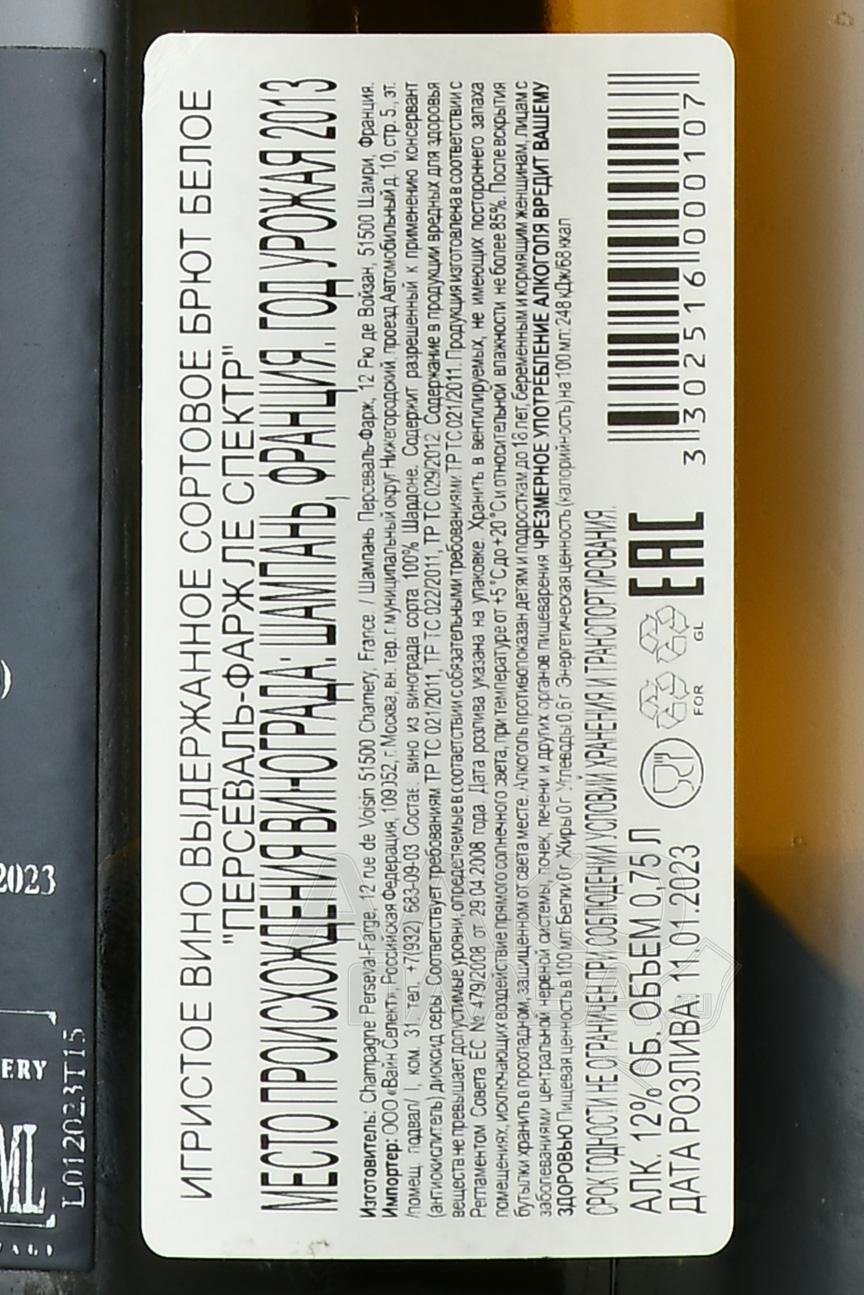 2023
ERY
ML
L012023T15
ИГРИСТОЕ ВИНО ВЫДЕРЖАННОЕ СОРТОВОЕ БРЮТ БЕЛОЕ
"ПЕРСЕВАЛЬ-ФАРЖ ЛЕ СПЕКТР"
МЕСТО ПРОИСХОЖДЕНИЯ ВИНОГРАДА: ШАМПАНЬ, ФРАНЦИЯ. ГОД УРОЖАЯ 2013
Изготовитель: Champagne Perseval-Farge, 12 rue de Voisin 51500 Chamery, France. / Шампань Персеваль-Фарж, 12 Рю де Войзан, 51500 Шамри, Франция.
Импортер: ООО «Вайн Селект», Российская Федерация, 109052, г. Москва, вн. тер. г. муниципальный округ Нижегородский, проезд Автомобильный д. 10, стр. 5., эт.
/помещ. подвал/ I, ком. 31 тел. +7(932) 683-09-03 Состав: вино из винограда сорта 100% Шардоне. Содержит разрешенный к применению консервант
(антиокислитель) диоксид серы. Соответствует требованиям ТР ТС 021/2011, ТР ТС 022/2011, ТР ТС 029/2012. Содержание в продукции вредных для здоровья
веществ не превышает допустимые уровни, определяемые в соответствии с обязательными требованиями ТР ТС 021/2011. Продукция изготовлена в соответствии с
Регламентом Совета ЕС № 479/2008 от 29.04.2008 года. Дата розлива указана на упаковке. Хранить в вентилируемых, не имеющих постороннего запаха
помещениях, исключающих воздействие прямого солнечного света, при температуре от +5 °С до +20 °С и относительной влажности не более 85%. После вскрытия
бутылки хранить в прохладном, защищенном от света месте. Алкоголь противопоказан детям и подросткам до 18 лет, беременным и кормящим женщинам, лицам с
заболеваниями центральной нервной системы, почек, печени и других органов пищеварения. ЧРЕЗМЕРНОЕ УПОТРЕБЛЕНИЕ АЛКОГОЛЯ ВРЕДИТ ВАШЕМУ
ЗДОРОВЬЮ Пищевая ценность в 100 мл: Белки 0 г. Жиры 0 г. Углеводы 0,6 г. Энергетическая ценность (калорийность) на 100 мл: 248 кДж/68 ккал
СРОК ГОДНОСТИ НЕ ОГРАНИЧЕН ПРИ СОБЛЮДЕНИИ УСЛОВИЙ ХРАНЕНИЯ И ТРАНСПОРТИРОВАНИЯ.
АЛК. 12% ОБ. ОБЪЕМ 0,75 Л
ДАТА РОЗЛИВА: 11.01.2023
FOR
GL
EAC
3 302516 000107